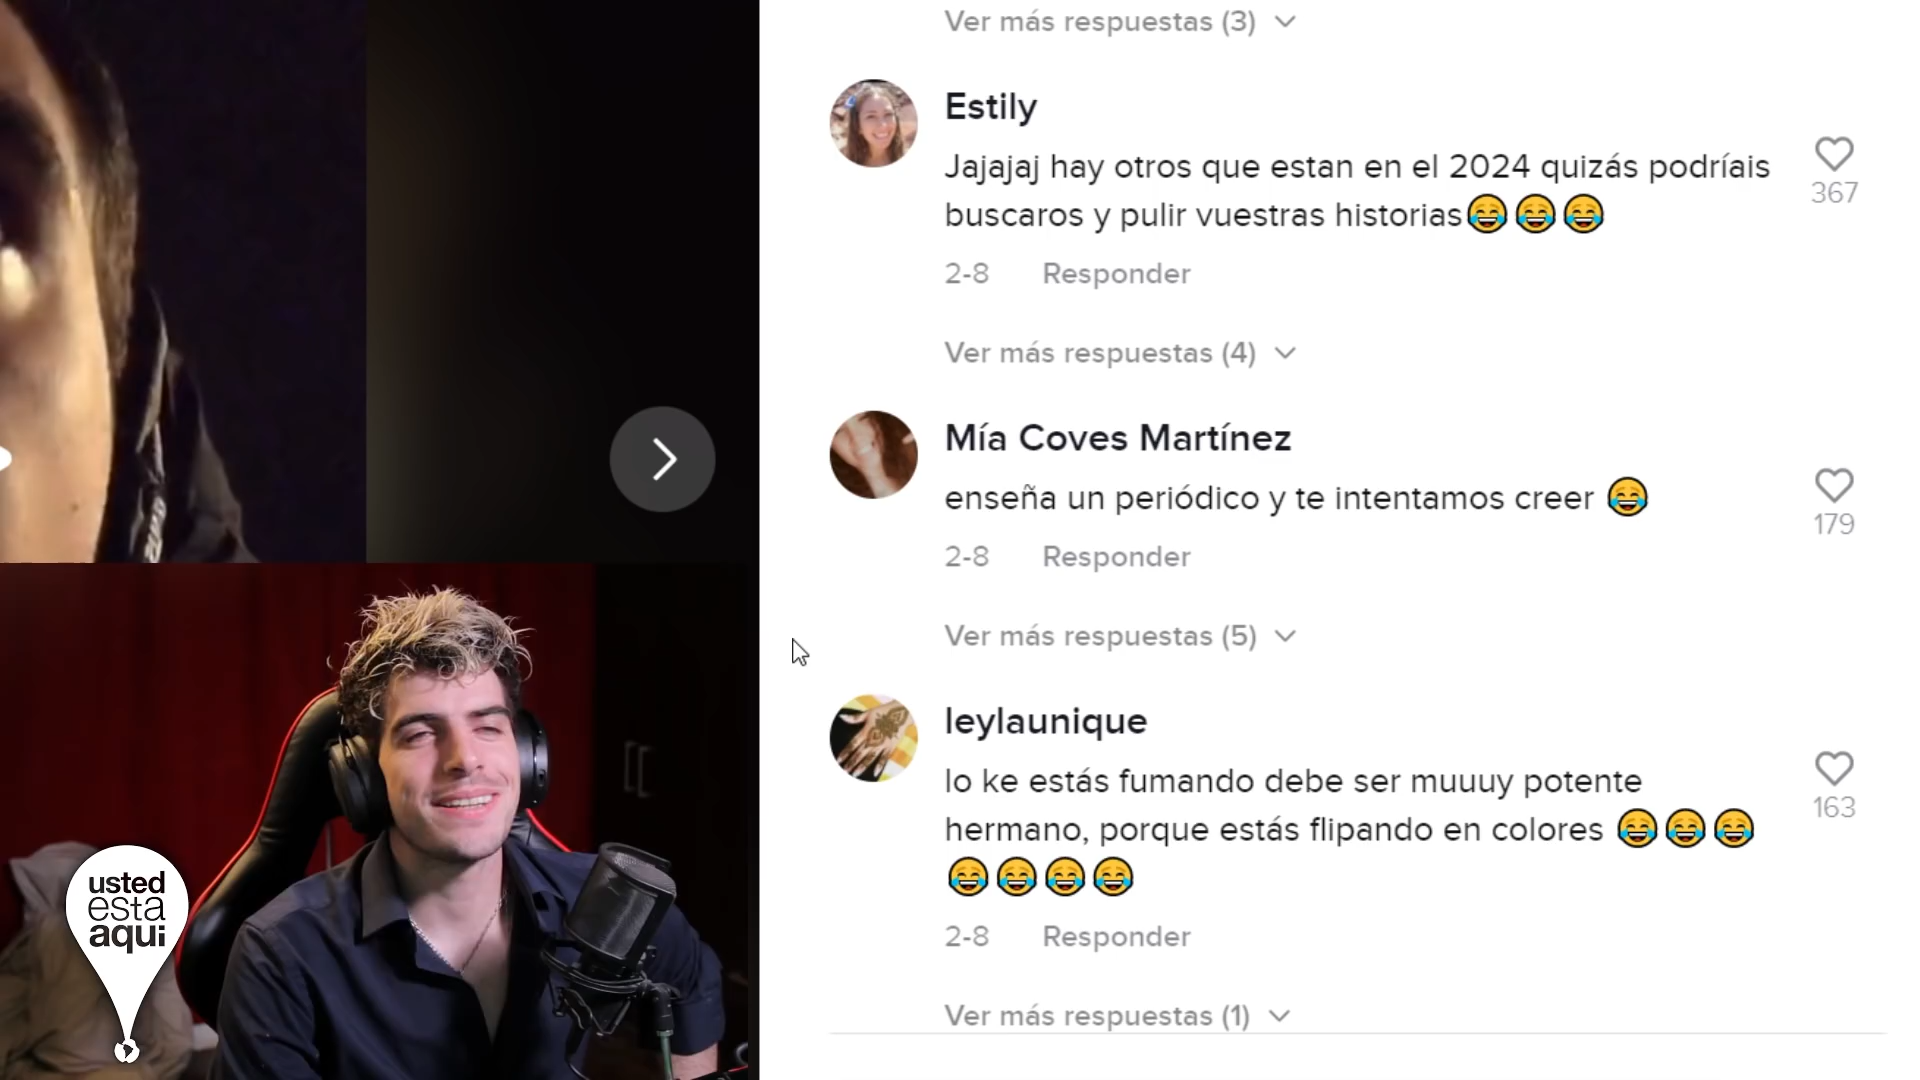 Ver más respuestas (3)
Estily
Jajajaj hay otros que estan en el 2024 quizás podríais
buscaros y pulir vuestras historias😂😂😂
367
2-8 Responder
Ver más respuestas (4)
Mía Coves Martínez
enseña un periódico y te intentamos creer 😂
179
2-8 Responder
Ver más respuestas (5)
leylaunique
lo ke estás fumando debe ser muuuy potente
hermano, porque estás flipando en colores 😂😂😂
😂😂😂😂
163
2-8 Responder
Ver más respuestas (1)
usted
esta
aqui